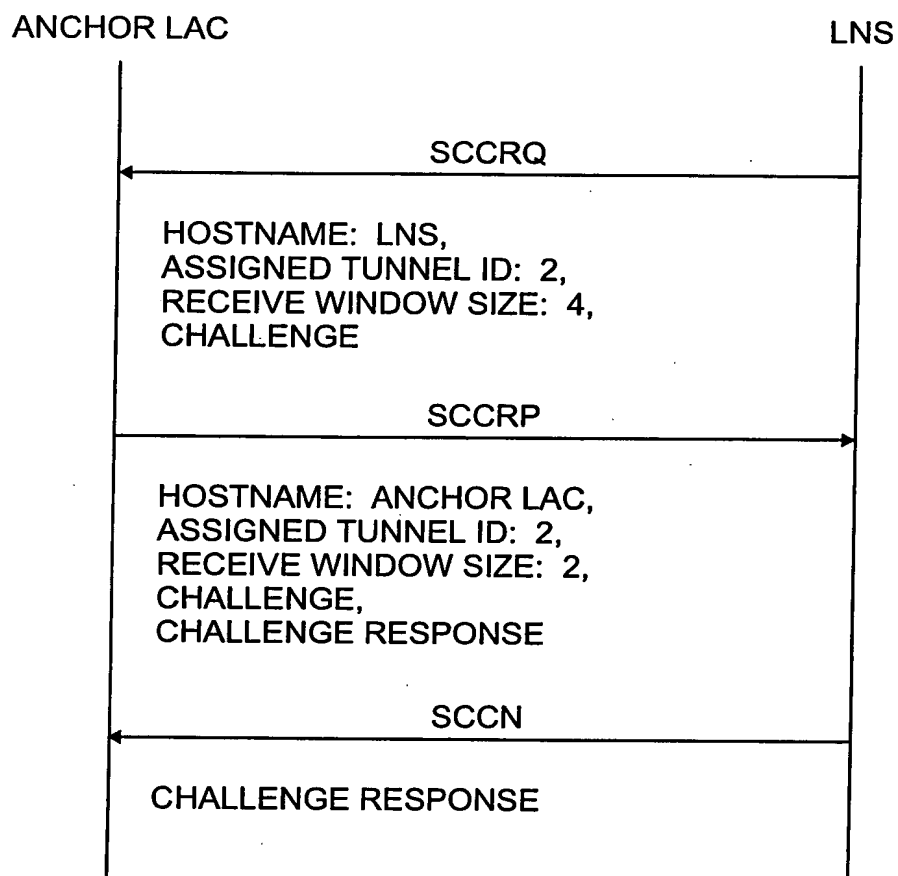 ANCHOR LAC
LNS
SCCRQ
HOSTNAME: LNS,
ASSIGNED TUNNEL ID: 2,
RECEIVE WINDOW SIZE: 4,
CHALLENGE
SCCRP
HOSTNAME: ANCHOR LAC,
ASSIGNED TUNNEL ID: 2,
RECEIVE WINDOW SIZE: 2,
CHALLENGE,
CHALLENGE RESPONSE
SCCN
CHALLENGE RESPONSE